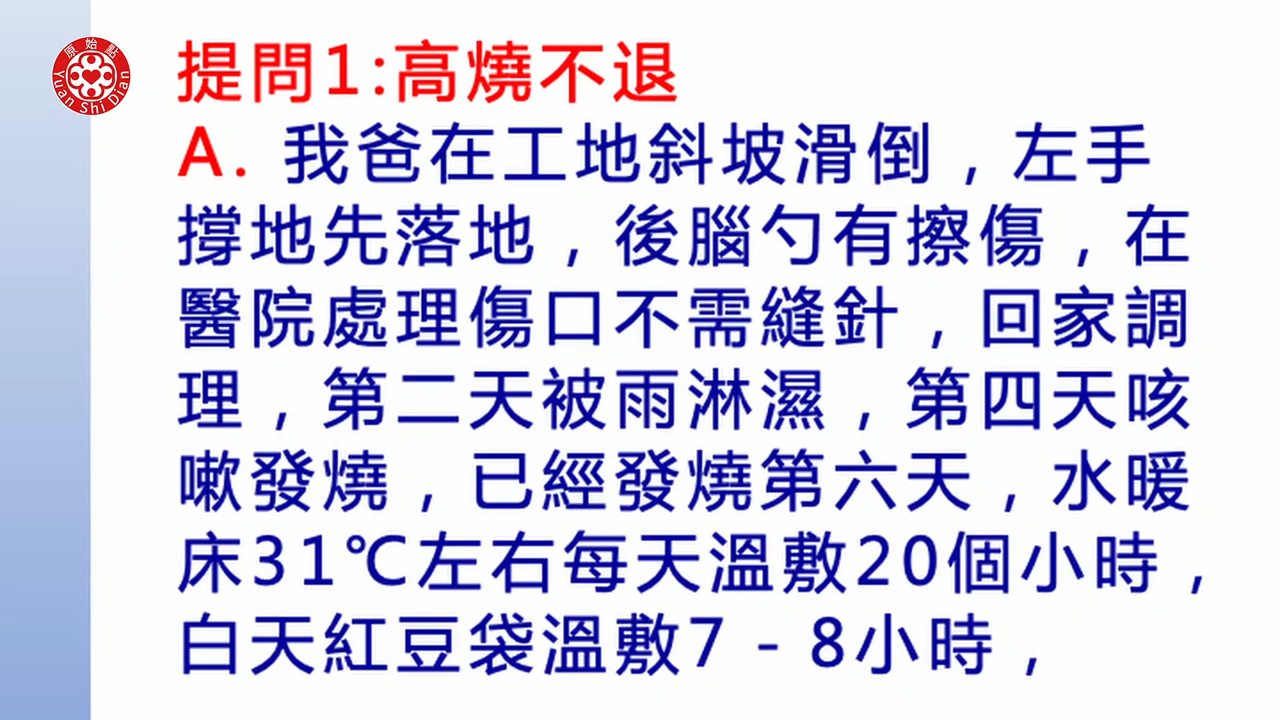 原始點
Yuan Shi Dian
提問1:高燒不退
A. 我爸在工地斜坡滑倒，左手
撐地先落地，後腦勺有擦傷，在
醫院處理傷口不需縫針，回家調
理，第二天被雨淋濕，第四天咳
嗽發燒，已經發燒第六天，水暖
床31℃左右每天溫敷20個小時，
白天紅豆袋溫敷7－8小時，